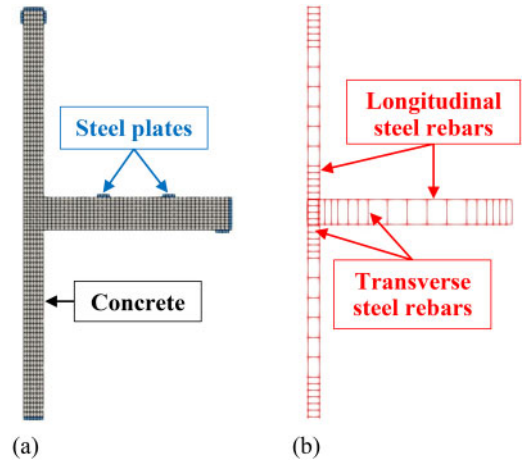 Steel plates
Concrete
(a)
Longitudinal
steel rebars
Transverse
steel rebars
(b)